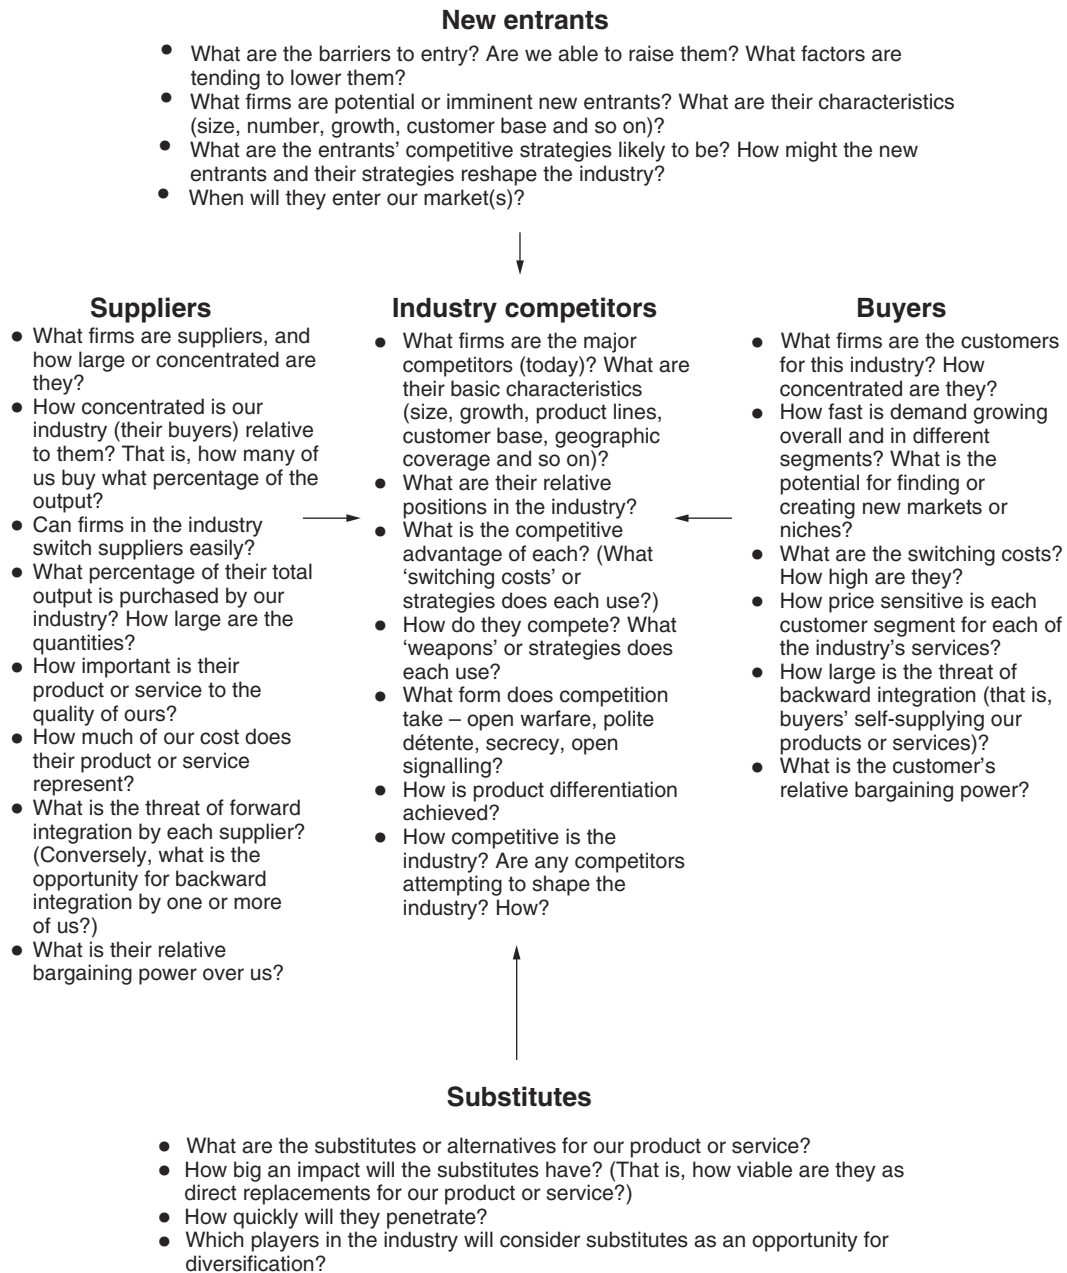 New entrants
• What are the barriers to entry? Are we able to raise them? What factors are
tending to lower them?
• What firms are potential or imminent new entrants? What are their characteristics
(size, number, growth, customer base and so on)?
• What are the entrants’ competitive strategies likely to be? How might the new
entrants and their strategies reshape the industry?
• When will they enter our market(s)?
Suppliers
• What firms are suppliers, and
how large or concentrated are
they?
• How concentrated is our
industry (their buyers) relative
to them? That is, how many of
us buy what percentage of the
output?
• Can firms in the industry
switch suppliers easily?
• What percentage of their total
output is purchased by our
industry? How large are the
quantities?
• How important is their
product or service to the
quality of ours?
• How much of our cost does
their product or service
represent?
• What is the threat of forward
integration by each supplier?
(Conversely, what is the
opportunity for backward
integration by one or more
of us?)
• What is their relative
bargaining power over us?
Industry competitors
• What firms are the major
competitors (today)? What are
their basic characteristics
(size, growth, product lines,
customer base, geographic
coverage and so on)?
• What are their relative
positions in the industry?
• What is the competitive
advantage of each? (What
‘switching costs’ or
strategies does each use?)
• How do they compete? What
‘weapons’ or strategies does
each use?
• What form does competition
take – open warfare, polite
détente, secrecy, open
signalling?
• How is product differentiation
achieved?
• How competitive is the
industry? Are any competitors
attempting to shape the
industry? How?
Buyers
• What firms are the customers
for this industry? How
concentrated are they?
• How fast is demand growing
overall and in different
segments? What is the
potential for finding or
creating new markets or
niches?
• What are the switching costs?
How high are they?
• How price sensitive is each
customer segment for each of
the industry’s services?
• How large is the threat of
backward integration (that is,
buyers’ self-supplying our
products or services)?
• What is the customer’s
relative bargaining power?
Substitutes
• What are the substitutes or alternatives for our product or service?
• How big an impact will the substitutes have? (That is, how viable are they as
direct replacements for our product or service?)
• How quickly will they penetrate?
• Which players in the industry will consider substitutes as an opportunity for
diversification?